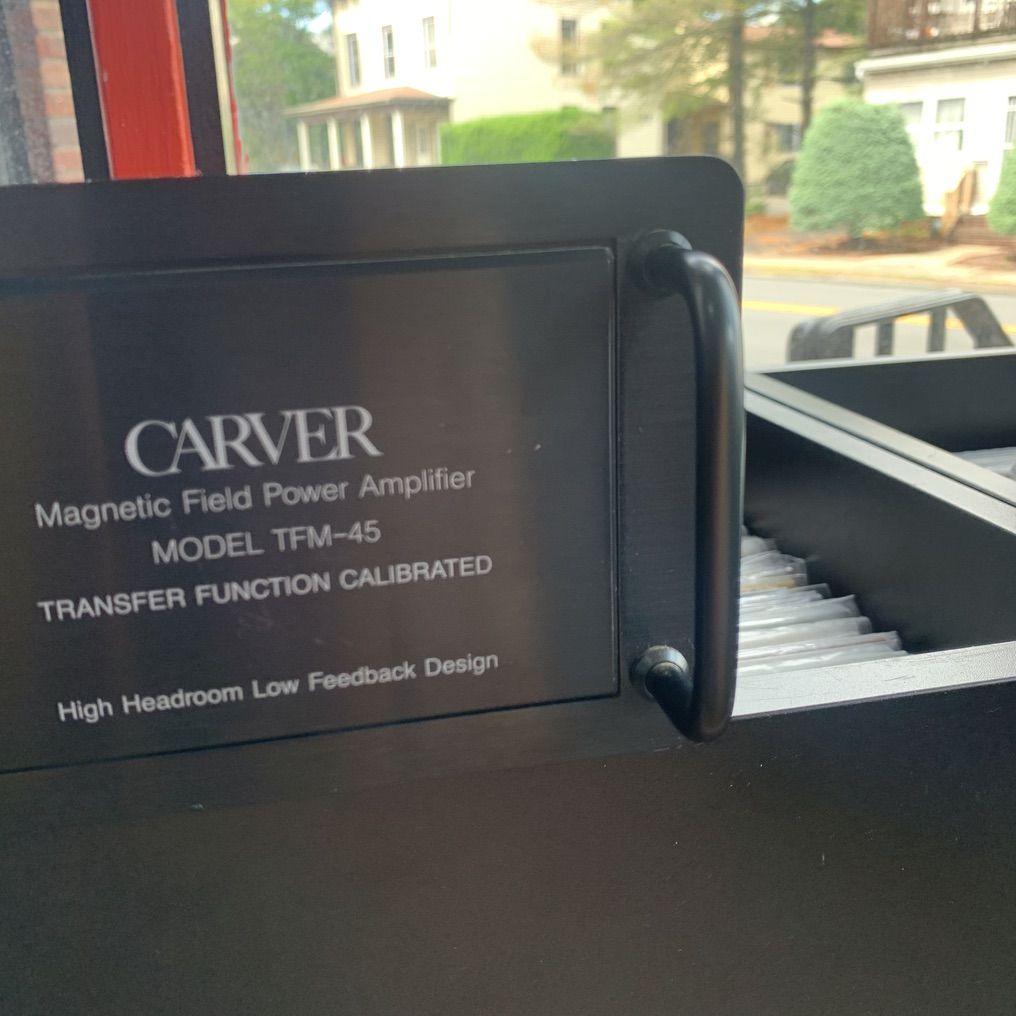 CARVER
Magnetic Field Power Amplifier
MODEL TFM-45
TRANSFER FUNCTION CALIBRATED
High Headroom Low Feedback Design